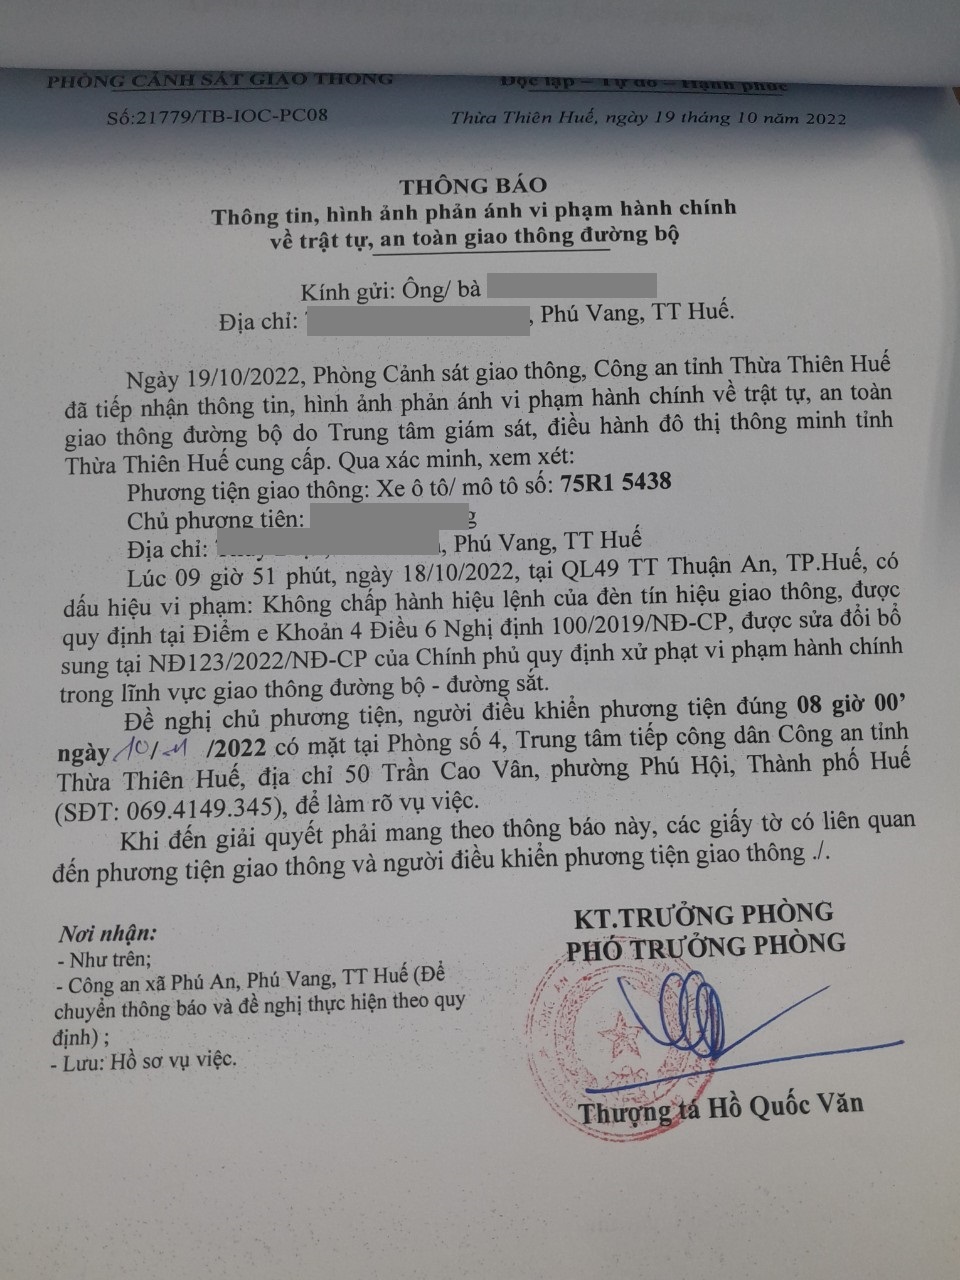 PHÒNG CẢNH SÁT GIAO THÔNG
Độc lập – Tự do – Hạnh phúc
Số:21779/TB-IOC-PC08
Thừa Thiên Huế, ngày 19 tháng 10 năm 2022
THÔNG BÁO
Thông tin, hình ảnh phản ánh vi phạm hành chính
về trật tự, an toàn giao thông đường bộ
Kính gửi: Ông/ bà
Địa chỉ: , Phú Vang, TT Huế.
Ngày 19/10/2022, Phòng Cảnh sát giao thông, Công an tỉnh Thừa Thiên Huế
đã tiếp nhận thông tin, hình ảnh phản ánh vi phạm hành chính về trật tự, an toàn
giao thông đường bộ do Trung tâm giám sát, điều hành đô thị thông minh tỉnh
Thừa Thiên Huế cung cấp. Qua xác minh, xem xét:
Phương tiện giao thông: Xe ô tô/ mô tô số: 75R1 5438
Chủ phương tiên:
Địa chỉ: , Phú Vang, TT Huế
Lúc 09 giờ 51 phút, ngày 18/10/2022, tại QL49 TT Thuận An, TP.Huế, có
dấu hiệu vi phạm: Không chấp hành hiệu lệnh của đèn tín hiệu giao thông, được
quy định tại Điểm e Khoản 4 Điều 6 Nghị định 100/2019/NĐ-CP, được sửa đổi bổ
sung tại NĐ123/2022/NĐ-CP của Chính phủ quy định xử phạt vi phạm hành chính
trong lĩnh vực giao thông đường bộ - đường sắt.
Đề nghị chủ phương tiện, người điều khiển phương tiện đúng 08 giờ 00’
ngày 10/11 /2022 có mặt tại Phòng số 4, Trung tâm tiếp công dân Công an tỉnh
Thừa Thiên Huế, địa chỉ 50 Trần Cao Vân, phường Phú Hội, Thành phố Huế
(SĐT: 069.4149.345), để làm rõ vụ việc.
Khi đến giải quyết phải mang theo thông báo này, các giấy tờ có liên quan
đến phương tiện giao thông và người điều khiển phương tiện giao thông ./.
Nơi nhận:
- Như trên;
- Công an xã Phú An, Phú Vang, TT Huế (Để
chuyển thông báo và đề nghị thực hiện theo quy
định) ;
- Lưu: Hồ sơ vụ việc.
KT.TRƯỞNG PHÒNG
PHÓ TRƯỞNG PHÒNG
Thượng tá Hồ Quốc Văn